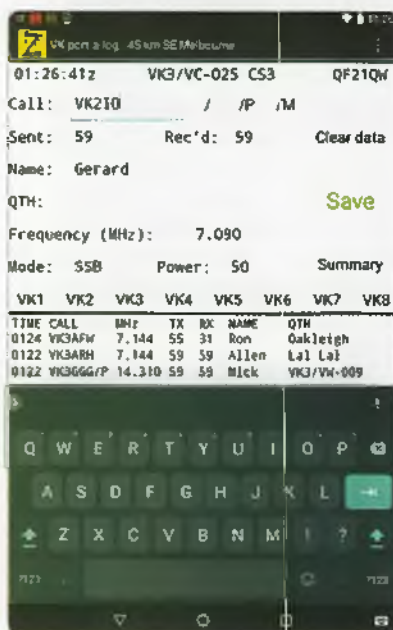 VK port a log 45 km SE Melbourne
01:26:41z VK3/VC-025 CS3 QF21QW
Call: VK2IO / /P /M
Sent: 59 Rec'd: 59 Clear data
Name: Gerard
QTH: Save
Frequency (MHz): 7.090
Mode: SSB Power: 50 Summary
VK1 VK2 VK3 VK4 VK5 VK6 VK7 VK8
TIME CALL MHz TX RX NAME QTH
0124 VK3AFW 7.144 55 31 Ron Oakleigh
0122 VK3ARH 7.144 59 59 Allen Lal Lal
0122 VK3GGG/P 14.310 59 59 Mick VK3/VW-009
Q W E R T Y U I O P
A S D F G H J K L
Z X C V B N M ! ?
?123 ?123